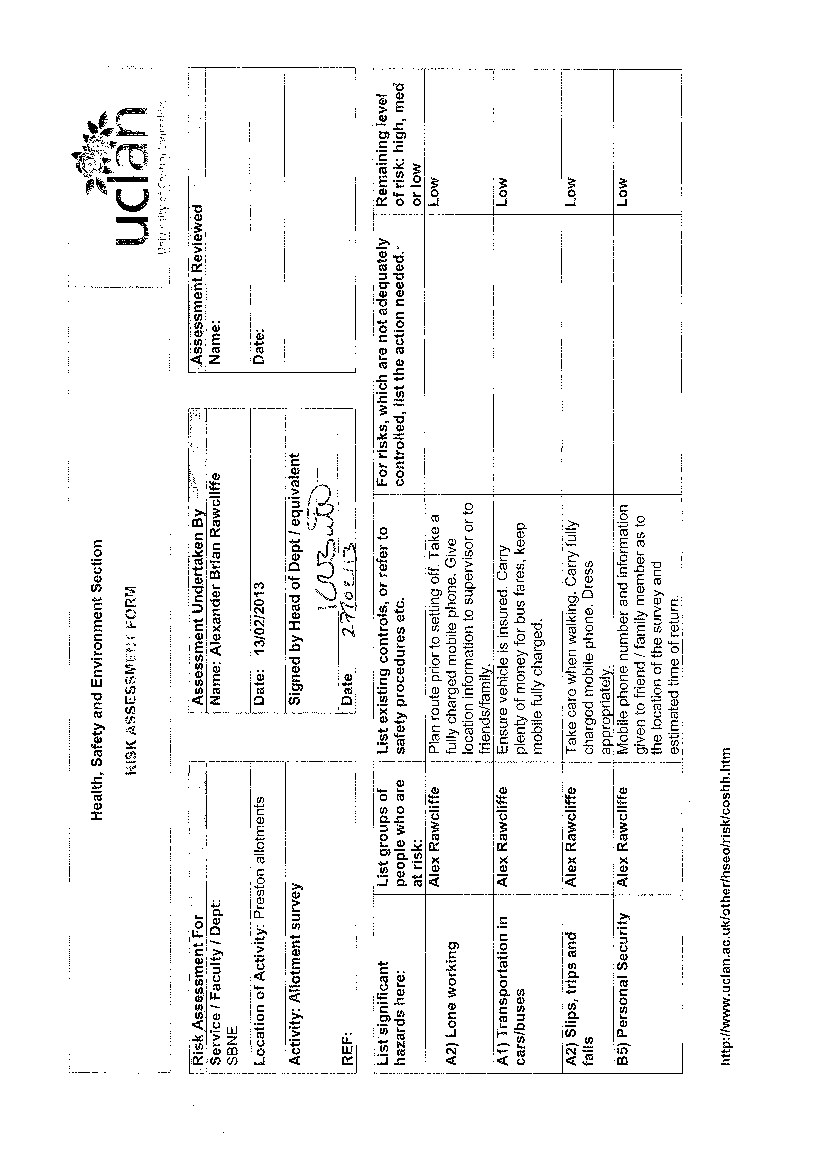 Health, Safety and Environment Section
RISK ASSESSMENT FORM
uclan
University of Central Lancashire
Risk Assessment For
Service / Faculty / Dept:
SBNE
Location of Activity: Preston allotments
Activity: Allotment survey
REF:
Assessment Undertaken By
Name: Alexander Brian Rawcliffe
Date: 13/02/2013
Signed by Head of Dept / equivalent
Date
Assessment Reviewed
Name:
Date:
List significant
hazards here:
List groups of
people who are
at risk:
List existing controls, or refer to
safety procedures etc.
For risks, which are not adequately
controlled, list the action needed.
Remaining level
of risk: high, med
or low
A2) Lone working
Alex Rawcliffe
Plan route prior to setting off. Take a
fully charged mobile phone. Give
location information to supervisor or to
friends/family.
Low
A1) Transportation in
cars/buses
Alex Rawcliffe
Ensure vehicle is insured. Carry
plenty of money for bus fares, keep
mobile fully charged.
Low
A2) Slips, trips and
falls
Alex Rawcliffe
Take care when walking. Carry fully
charged mobile phone. Dress
appropriately.
Low
B5) Personal Security
Alex Rawcliffe
Mobile phone number and information
given to friend / family member as to
the location of the survey and
estimated time of return.
Low
http://www.uclan.ac.uk/other/hseo/risk/coshh.htm